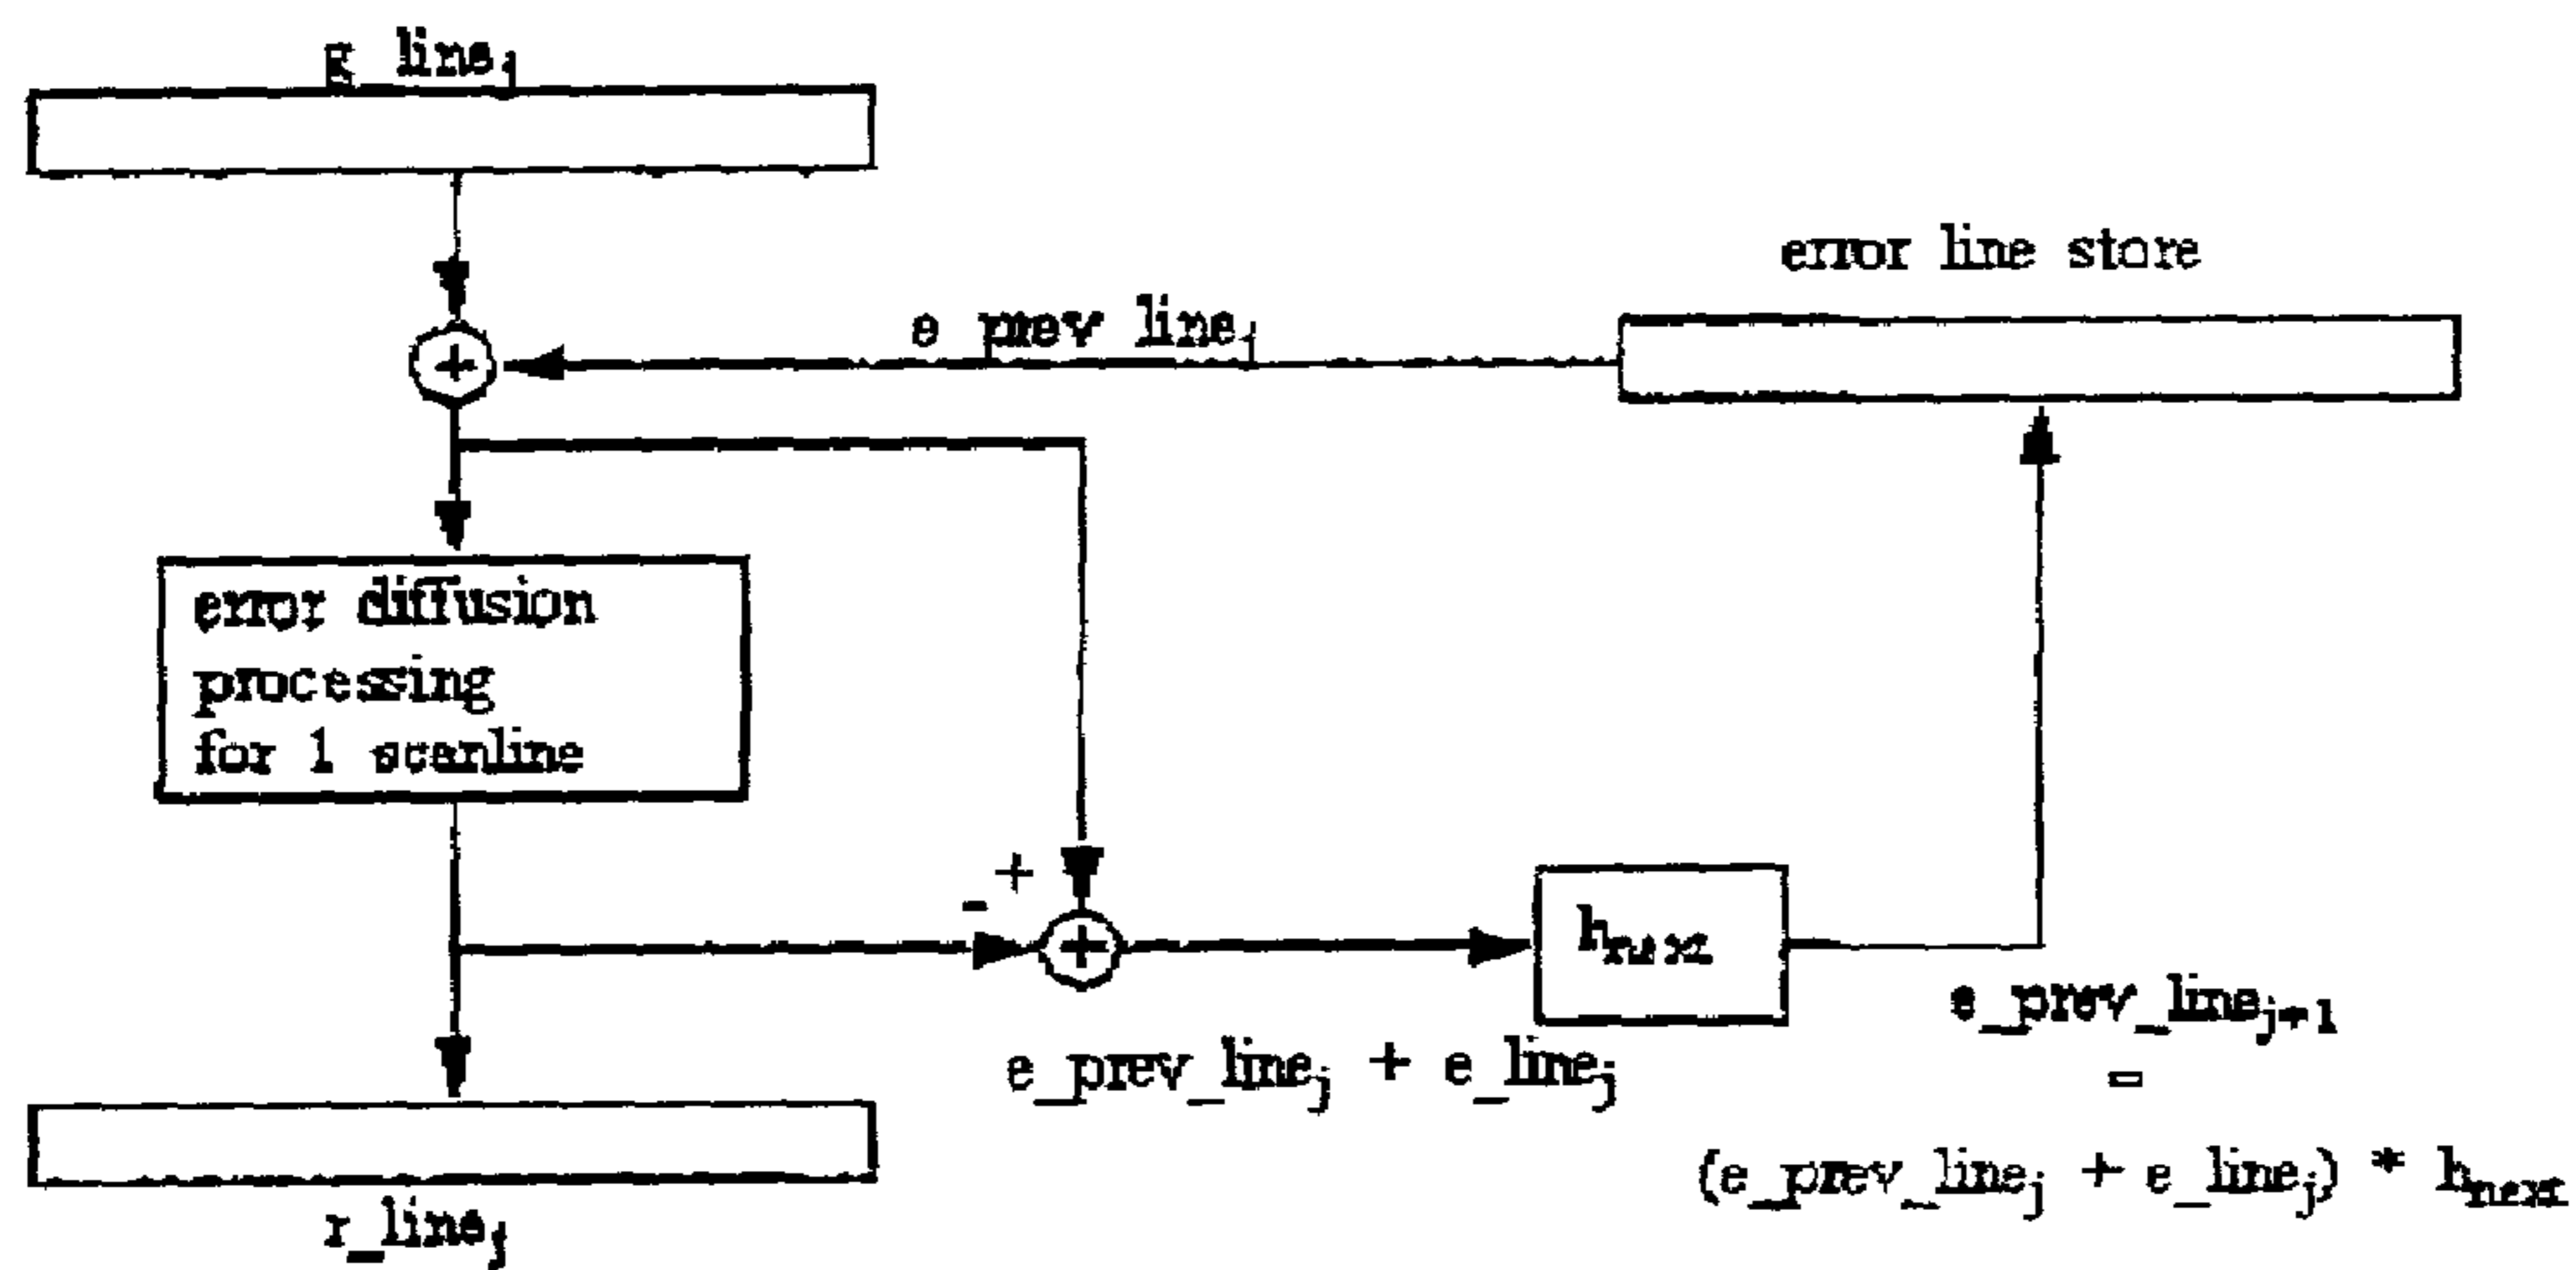 g_line_j
error line store
e_prev_line_j
+
error diffusion
processing
for 1 scanline
+
-
+
h_next
e_prev_line_j+1
e_prev_line_j + e_line_j
=
(e_prev_line_j + e_line_j) * h_next
r_line_j